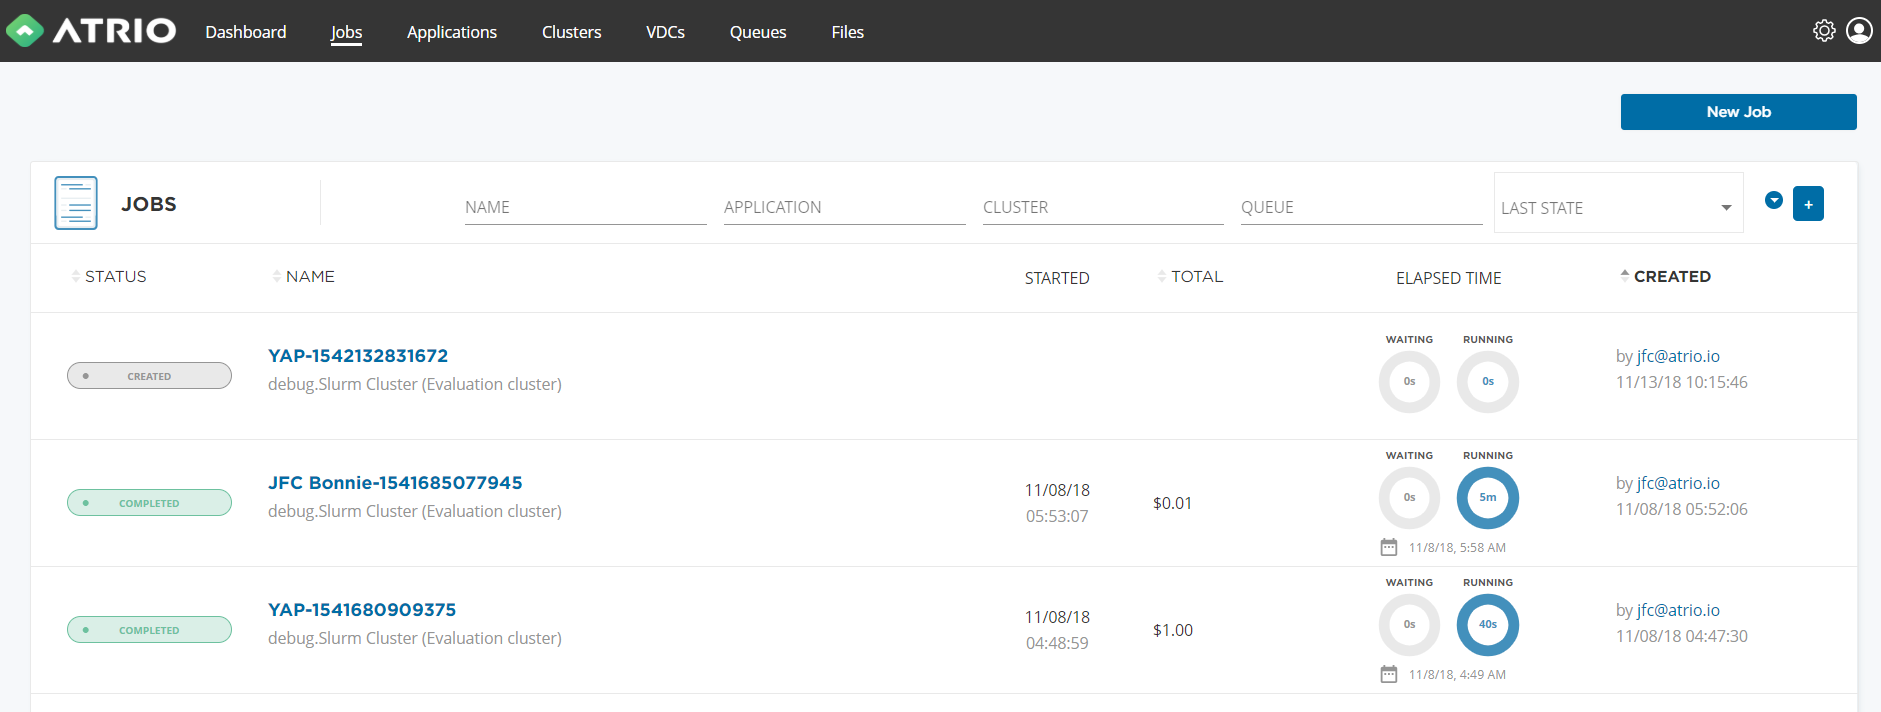 ATRIO Dashboard Jobs Applications Clusters VDCs Queues Files
New Job
JOBS NAME APPLICATION CLUSTER QUEUE LAST STATE +
STATUS NAME STARTED TOTAL ELAPSED TIME CREATED
WAITING RUNNING
YAP-1542132831672
by jfc@atrio.io
CREATED
debug.Slurm Cluster (Evaluation cluster)
0s 0s
11/13/18 10:15:46
WAITING RUNNING
JFC Bonnie-1541685077945
by jfc@atrio.io
11/08/18
COMPLETED
$0.01
0s 5m
debug.Slurm Cluster (Evaluation cluster)
05:53:07
11/08/18 05:52:06
11/8/18, 5:58 AM
WAITING RUNNING
YAP-1541680909375
by jfc@atrio.io
11/08/18
COMPLETED
$1.00
0s 40s
debug.Slurm Cluster (Evaluation cluster)
04:48:59
11/08/18 04:47:30
11/8/18, 4:49 AM